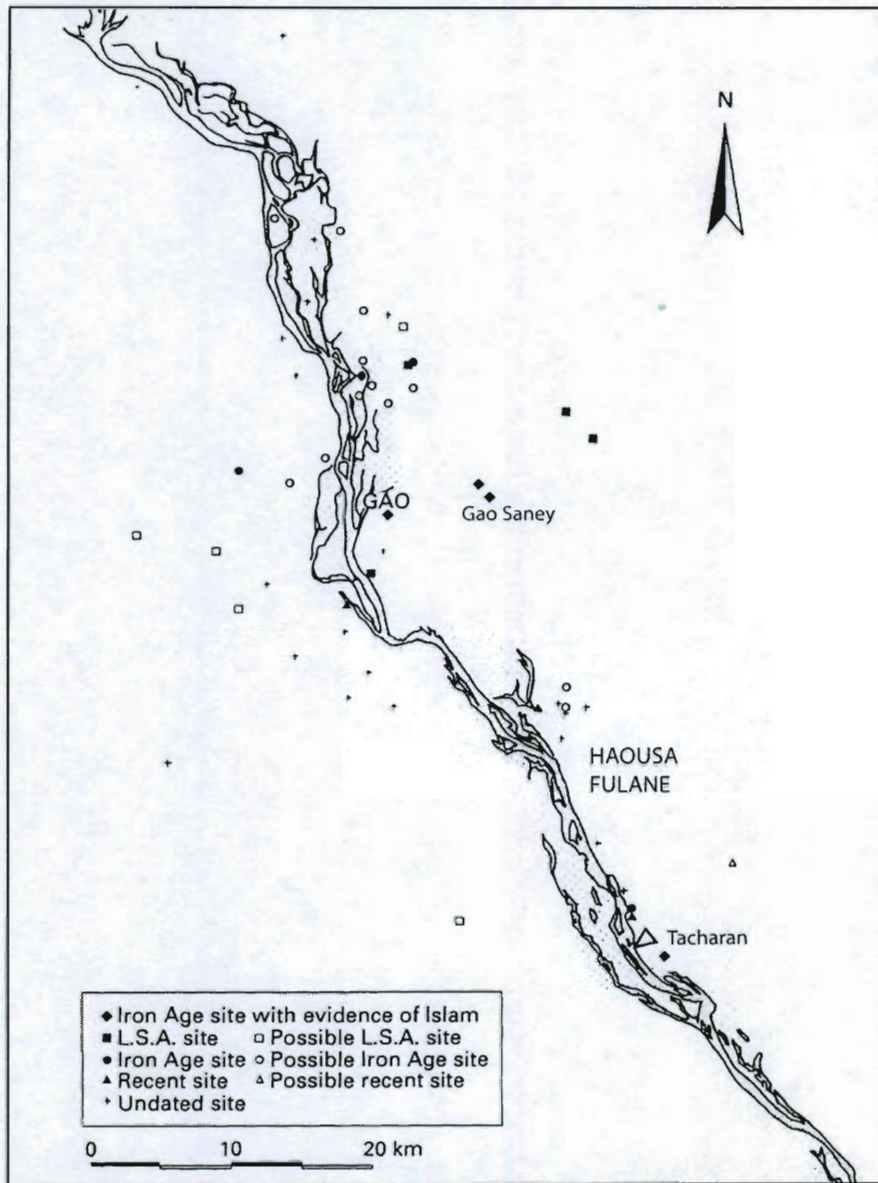 N
GAO
Gao Saney
HAOUSA
FULANE
Tacharan
Iron Age site with evidence of Islam
L.S.A. site Possible L.S.A. site
Iron Age site Possible Iron Age site
Recent site Possible recent site
Undated site
0 10 20 km